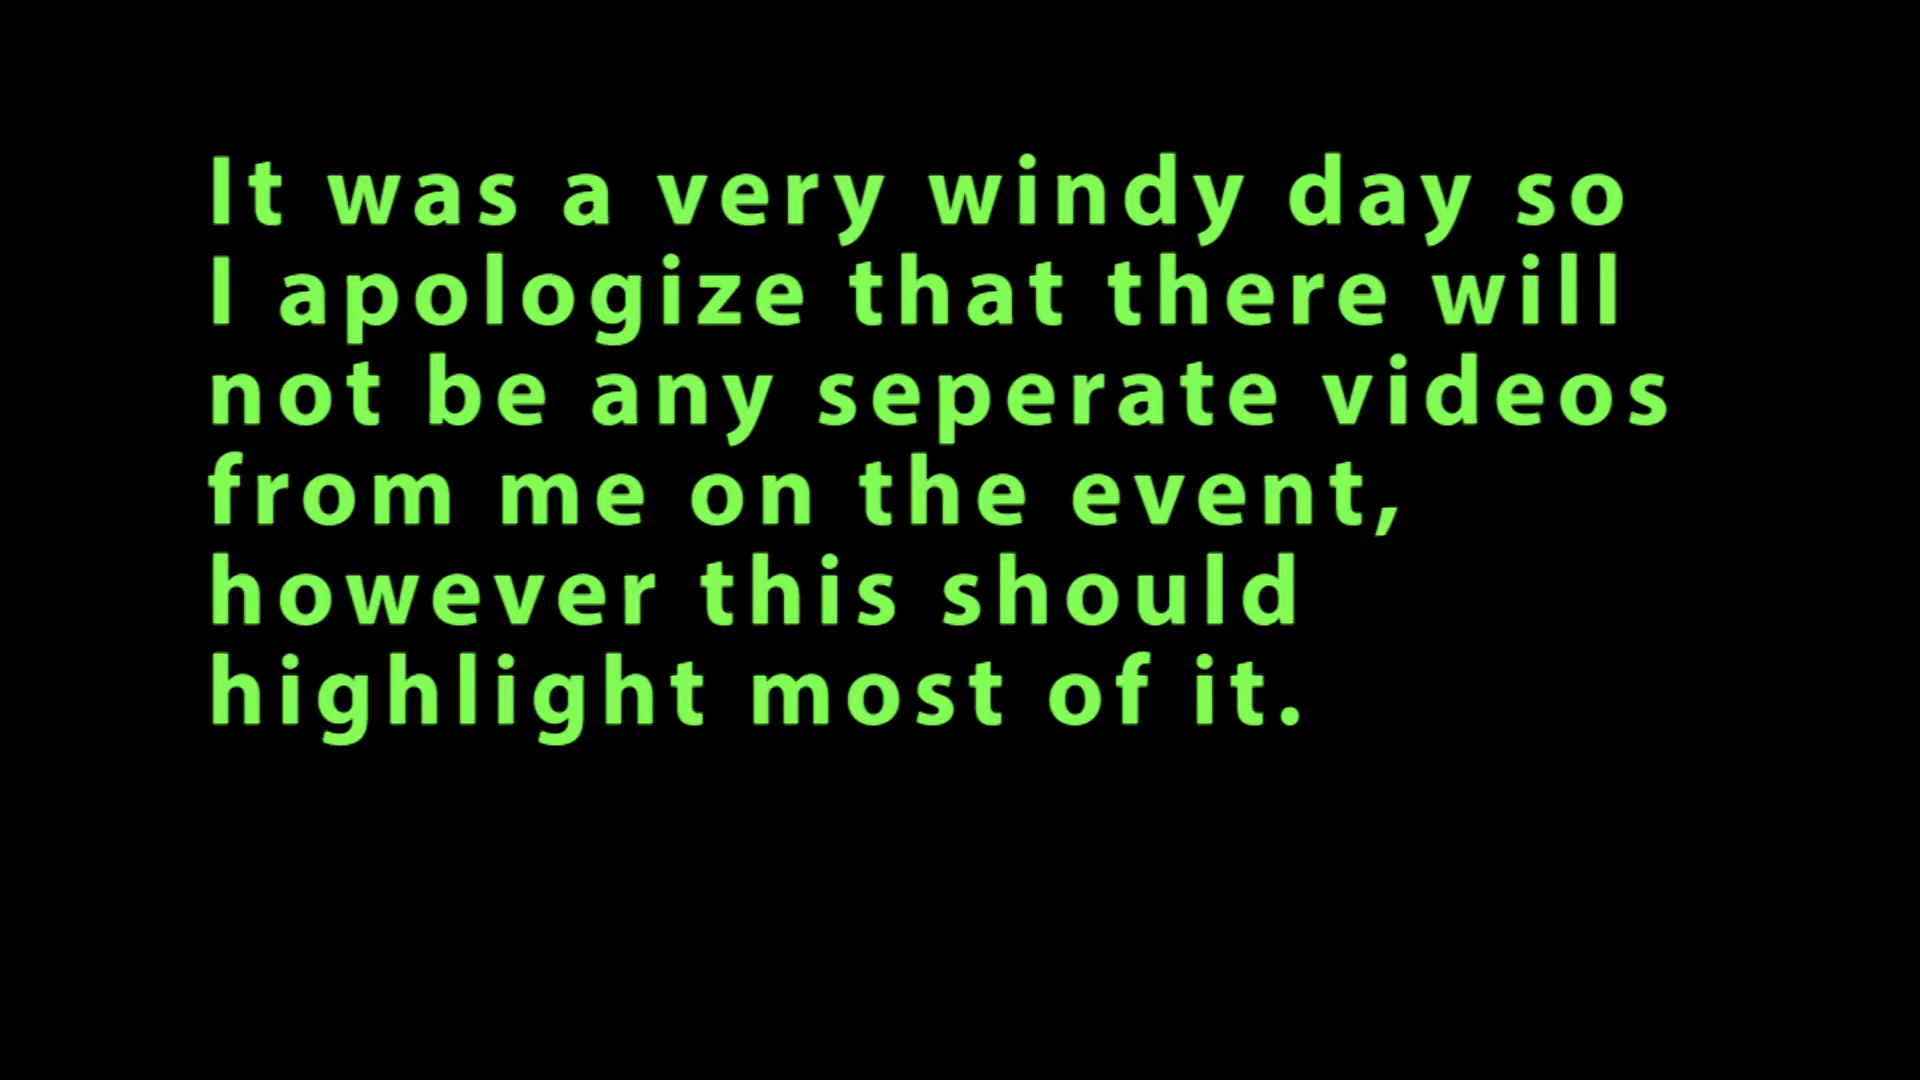 It was a very windy day so
I apologize that there will
not be any seperate videos
from me on the event,
however this should
highlight most of it.